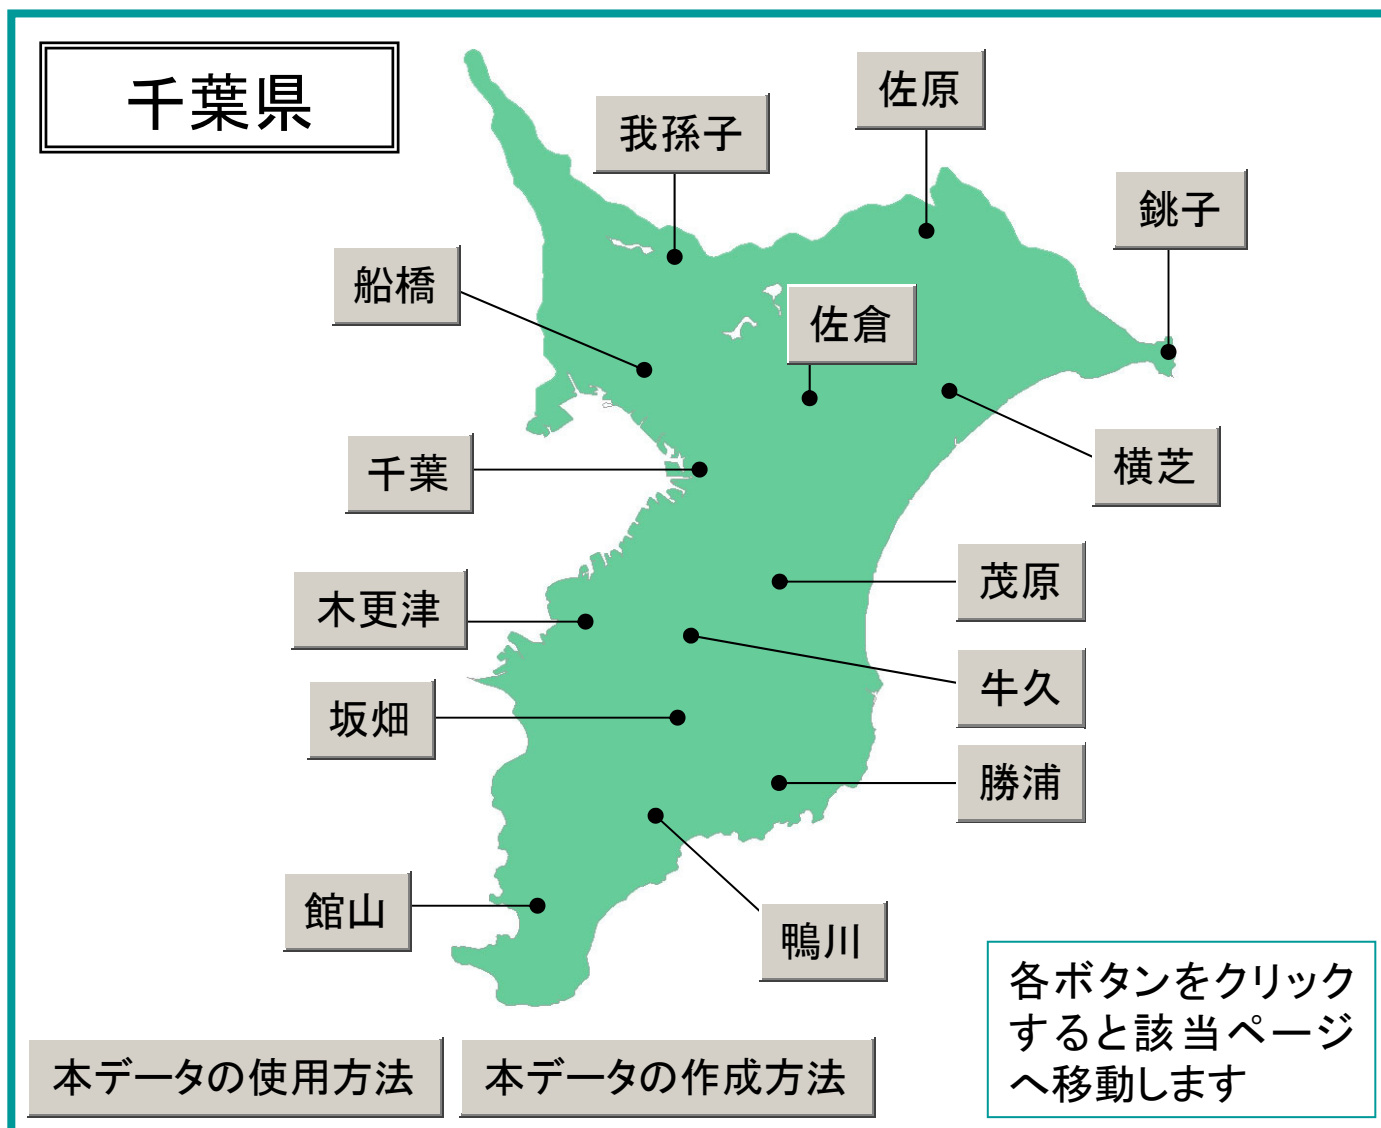 千葉県
佐原
我孫子
銚子
船橋
佐倉
千葉
横芝
茂原
木更津
牛久
坂畑
勝浦
館山
鴨川
各ボタンをクリック
すると該当ページ
へ移動します
本データの使用方法
本データの作成方法